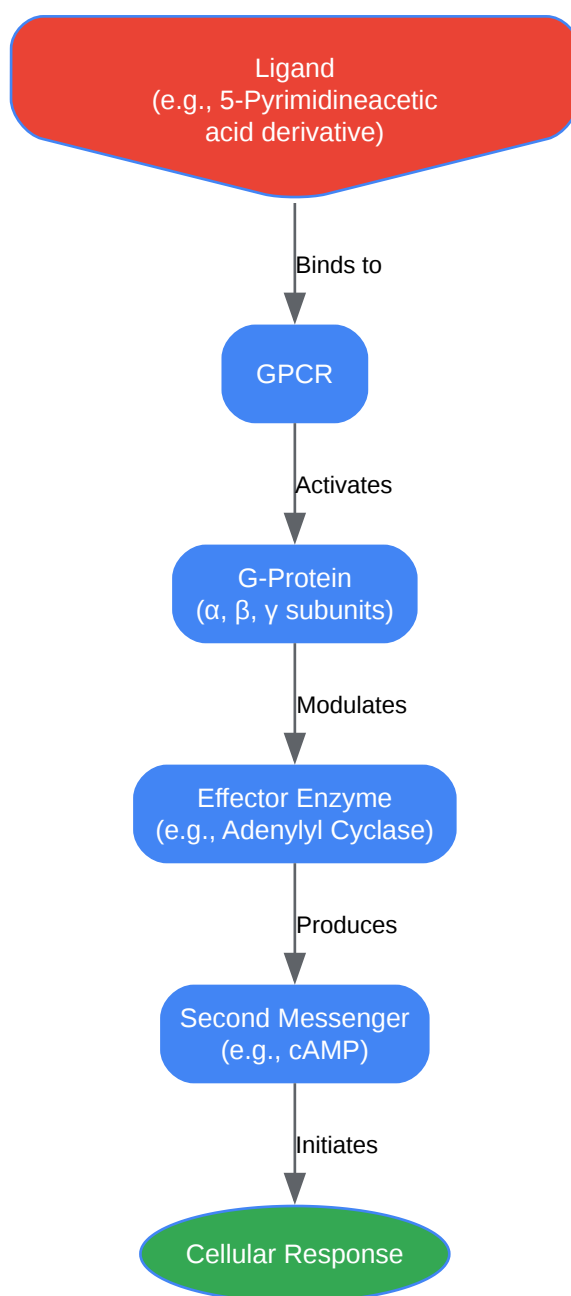 Ligand
(e.g., 5-Pyrimidineacetic
acid derivative)
Binds to
GPCR
Activates
G-Protein
(α, β, γ subunits)
Modulates
Effector Enzyme
(e.g., Adenylyl Cyclase)
Produces
Second Messenger
(e.g., cAMP)
Initiates
Cellular Response